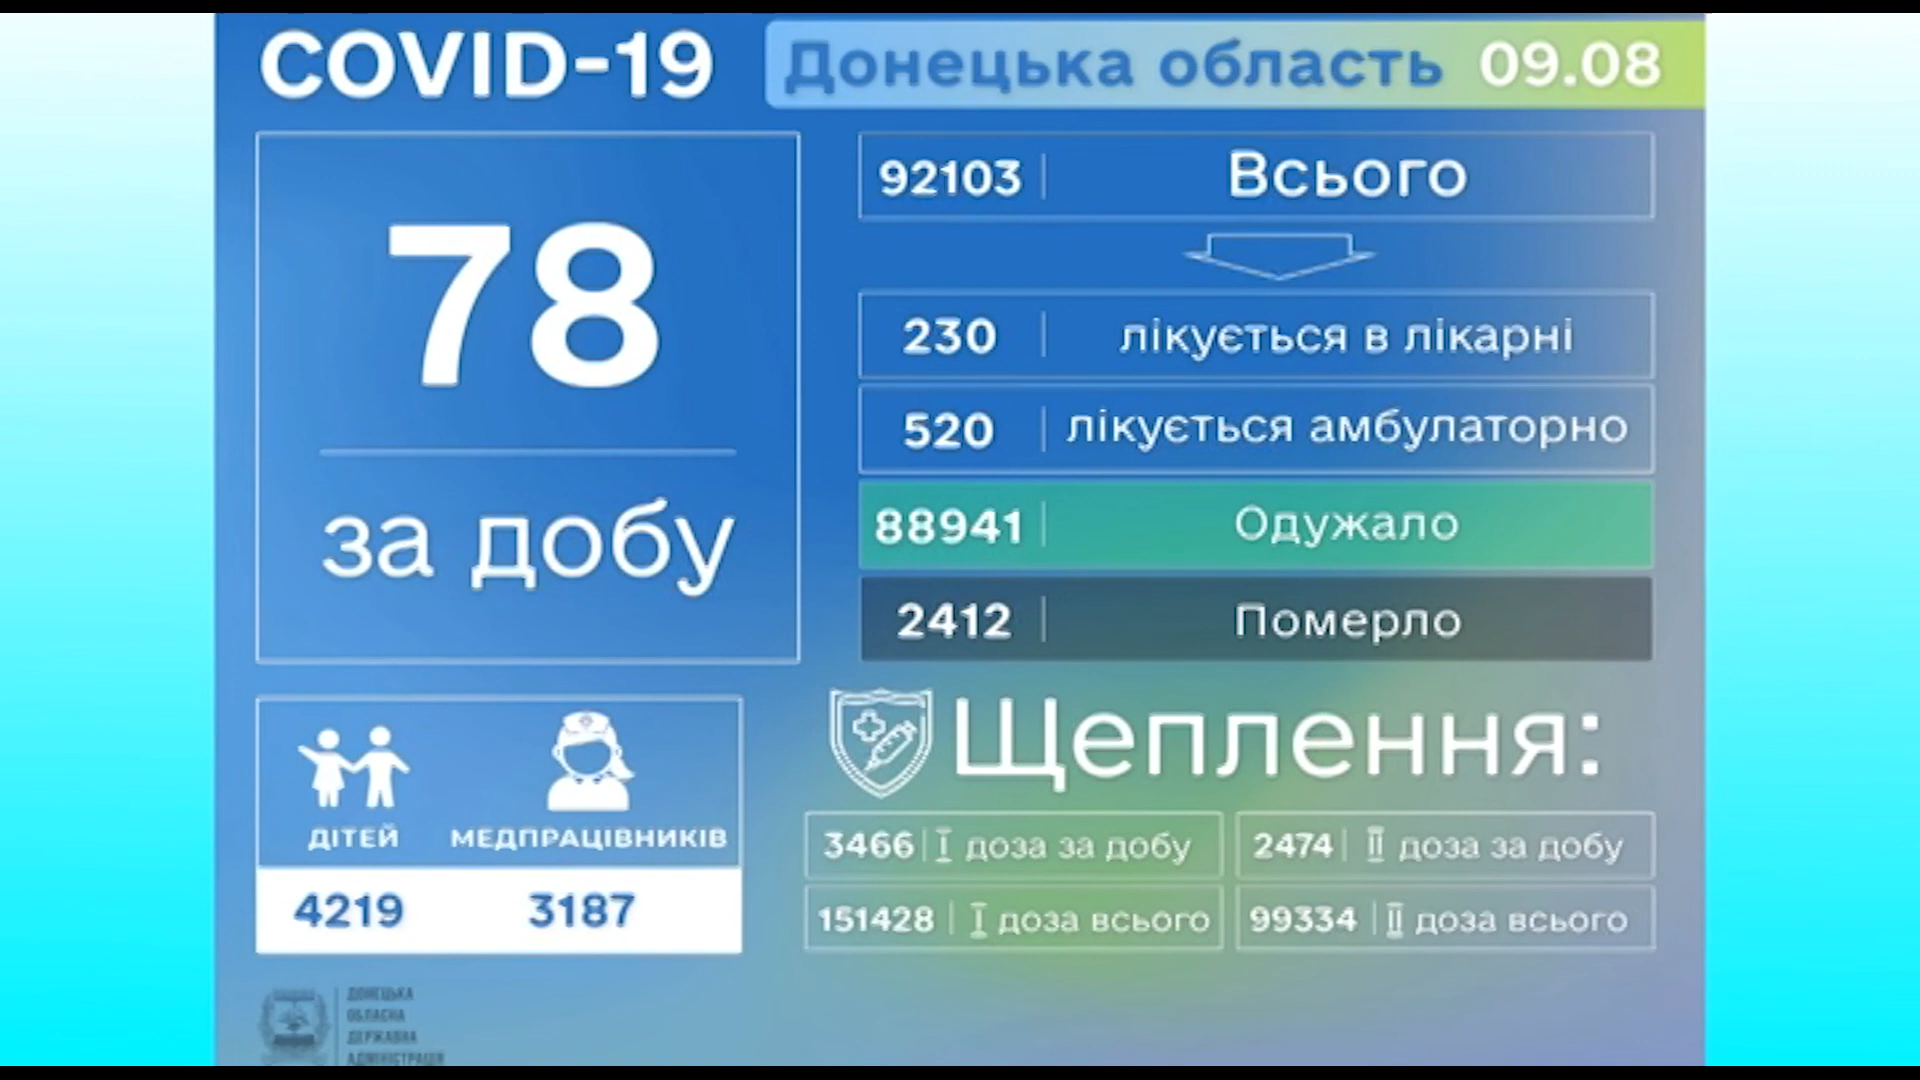 COVID-19
Донецька область 09.08
78
за добу
92103 Всього
230 лікується в лікарні
520 лікується амбулаторно
88941 Одужало
2412 Померло
ДІТЕЙ МЕДПРАЦІВНИКІВ
4219 3187
Щеплення:
3466 I доза за добу
2474 II доза за добу
151428 I доза всього
99334 II доза всього
ДОНЕЦЬКА
ОБЛАСНА
ДЕРЖАВНА
АДМІНІСТРАЦІЯ